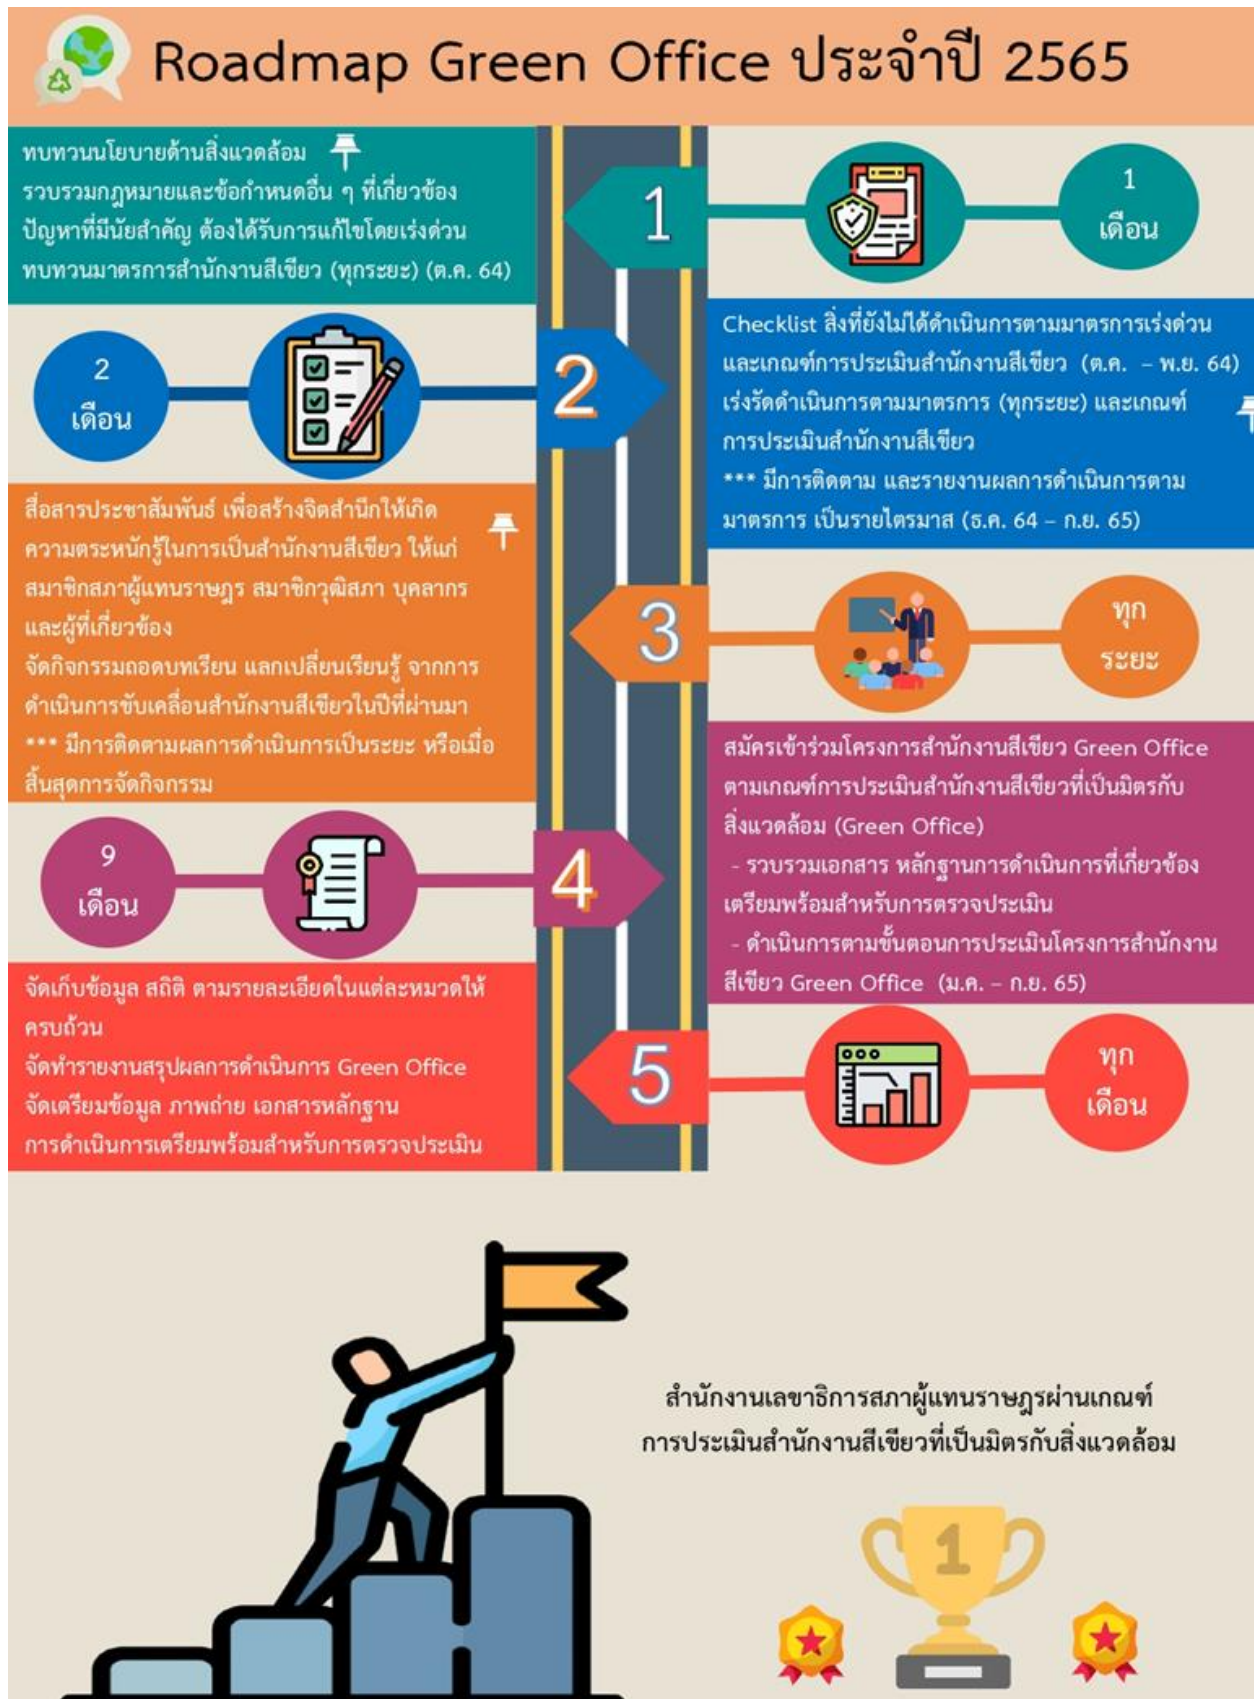 Roadmap Green Office ประจำปี 2565
ทบทวนนโยบายด้านสิ่งแวดล้อม
รวบรวมกฎหมายและข้อกำหนดอื่น ๆ ที่เกี่ยวข้อง
ปัญหาที่มีนัยสำคัญ ต้องได้รับการแก้ไขโดยเร่งด่วน
ทบทวนมาตรการสำนักงานสีเขียว (ทุกระยะ) (ต.ค. 64)
1
1
เดือน
2
เดือน
2
Checklist สิ่งที่ยังไม่ได้ดำเนินการตามมาตรการเร่งด่วน
และเกณฑ์การประเมินสำนักงานสีเขียว (ต.ค. – พ.ย. 64)
เร่งรัดดำเนินการตามมาตรการ (ทุกระยะ) และเกณฑ์
การประเมินสำนักงานสีเขียว
*** มีการติดตาม และรายงานผลการดำเนินการตาม
มาตรการ เป็นรายไตรมาส (ธ.ค. 64 – ก.ย. 65)
สื่อสารประชาสัมพันธ์ เพื่อสร้างจิตสำนึกให้เกิด
ความตระหนักรู้ในการเป็นสำนักงานสีเขียว ให้แก่
สมาชิกสภาผู้แทนราษฎร สมาชิกวุฒิสภา บุคลากร
และผู้ที่เกี่ยวข้อง
จัดกิจกรรมถอดบทเรียน แลกเปลี่ยนเรียนรู้ จากการ
ดำเนินการขับเคลื่อนสำนักงานสีเขียวในปีที่ผ่านมา
*** มีการติดตามผลการดำเนินการเป็นระยะ หรือเมื่อ
สิ้นสุดการจัดกิจกรรม
3
ทุก
ระยะ
9
เดือน
4
สมัครเข้าร่วมโครงการสำนักงานสีเขียว Green Office
ตามเกณฑ์การประเมินสำนักงานสีเขียวที่เป็นมิตรกับ
สิ่งแวดล้อม (Green Office)
- รวบรวมเอกสาร หลักฐานการดำเนินการที่เกี่ยวข้อง
เตรียมพร้อมสำหรับการตรวจประเมิน
- ดำเนินการตามขั้นตอนการประเมินโครงการสำนักงาน
สีเขียว Green Office (ม.ค. – ก.ย. 65)
จัดเก็บข้อมูล สถิติ ตามรายละเอียดในแต่ละหมวดให้
ครบถ้วน
จัดทำรายงานสรุปผลการดำเนินการ Green Office
จัดเตรียมข้อมูล ภาพถ่าย เอกสารหลักฐาน
การดำเนินการเตรียมพร้อมสำหรับการตรวจประเมิน
5
ทุก
เดือน
สำนักงานเลขาธิการสภาผู้แทนราษฎรผ่านเกณฑ์
การประเมินสำนักงานสีเขียวที่เป็นมิตรกับสิ่งแวดล้อม
1